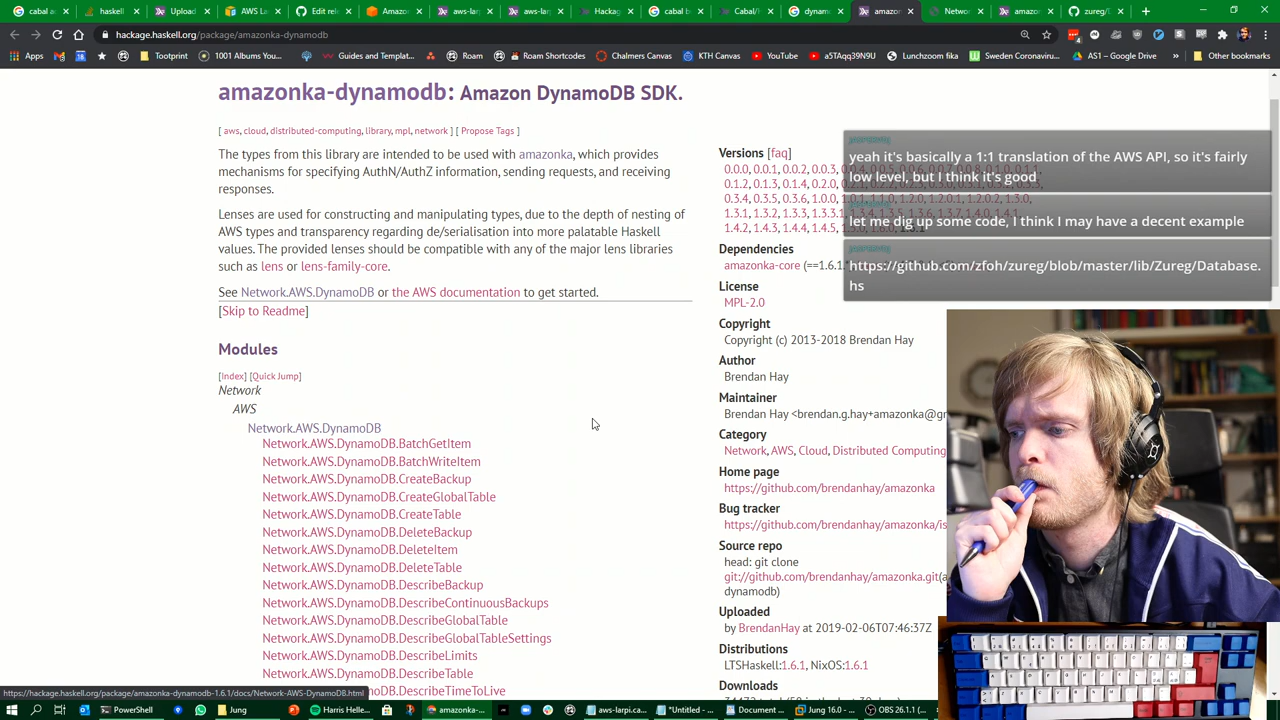 cabal a
Upload
Edit rel
Amazon
amazonk
Hackag
cabal b
cabal/
dynamo
am
Network
zureg/
hackage.haskell.org/package/amazonka-dynamodb
Apps
Tootprint
1001 Albums You...
Guides and Templat...
Roam
Roam Shortcodes
Chalmers Canvas
KTH Canvas
YouTube
a5TAqq39N9U
Lunchzoom fika
Sweden Coronaviru...
AS1 – Google Drive
Other bookmarks
amazonka-dynamodb: Amazon DynamoDB SDK.
[ aws, cloud, distributed-computing, library, mpl, network ] [ Propose Tags ]
The types from this library are intended to be used with amazonka, which provides
mechanisms for specifying AuthN/AuthZ information, sending requests, and receiving
responses.
Lenses are used for constructing and manipulating types, due to the depth of nesting of
AWS types and transparency regarding de/serialisation into more palatable Haskell
values. The provided lenses should be compatible with any of the major lens libraries
such as lens or lens-family-core.
See Network.AWS.DynamoDB or the AWS documentation to get started.
[Skip to Readme]
Modules
[Index] [Quick Jump]
Network
AWS
Network.AWS.DynamoDB
Network.AWS.DynamoDB.BatchGetItem
Network.AWS.DynamoDB.BatchWriteItem
Network.AWS.DynamoDB.CreateBackup
Network.AWS.DynamoDB.CreateGlobalTable
Network.AWS.DynamoDB.CreateTable
Network.AWS.DynamoDB.DeleteBackup
Network.AWS.DynamoDB.DeleteItem
Network.AWS.DynamoDB.DeleteTable
Network.AWS.DynamoDB.DescribeBackup
Network.AWS.DynamoDB.DescribeContinuousBackups
Network.AWS.DynamoDB.DescribeGlobalTable
Network.AWS.DynamoDB.DescribeGlobalTableSettings
Network.AWS.DynamoDB.DescribeLimits
Network.AWS.DynamoDB.DescribeTable
Network.AWS.DynamoDB.DescribeTimeToLive
Versions [faq]
0.0.0, 0.0.1, 0.0.2, 0.0.3,
0.1.2, 0.1.3, 0.1.4, 0.2.0,
0.3.4, 0.3.5, 0.3.6, 1.0.0, 1.0.1, 1.1.0, 1.2.0, 1.2.0.1, 1.2.0.2, 1.3.0,
1.3.1, 1.3.2, 1.3.3, 1.3.3.1,
1.4.2, 1.4.3, 1.4.4, 1.4.5,
yeah it's basically a 1:1 translation of the AWS API, so it's fairly
low level, but I think it's good
let me dig up some code, I think I may have a decent example
https://github.com/zfoh/zureg/blob/master/lib/Zureg/Database.
hs
Dependencies
amazonka-core (==1.6.1.*
License
MPL-2.0
Copyright
Copyright (c) 2013-2018 Brendan Hay
Author
Brendan Hay
Maintainer
Brendan Hay <brendan.g.hay+amazonka@gm
Category
Network, AWS, Cloud, Distributed Computing
Home page
https://github.com/brendanhay/amazonka
Bug tracker
https://github.com/brendanhay/amazonka/is
Source repo
head: git clone
git://github.com/brendanhay/amazonka.git(a
dynamodb)
Uploaded
by BrendanHay at 2019-02-06T07:46:37Z
Distributions
LTSHaskell:1.6.1, NixOS:1.6.1
Downloads
https://hackage.haskell.org/package/amazonka-dynamodb-1.6.1/docs/Network-AWS-DynamoDB.html
PowerShell
Jung
Harris Helle...
amazonka-...
aws-larpi.ca...
*Untitled - ...
Document ...
Jung 16.0 - ...
OBS 26.1.1 (...